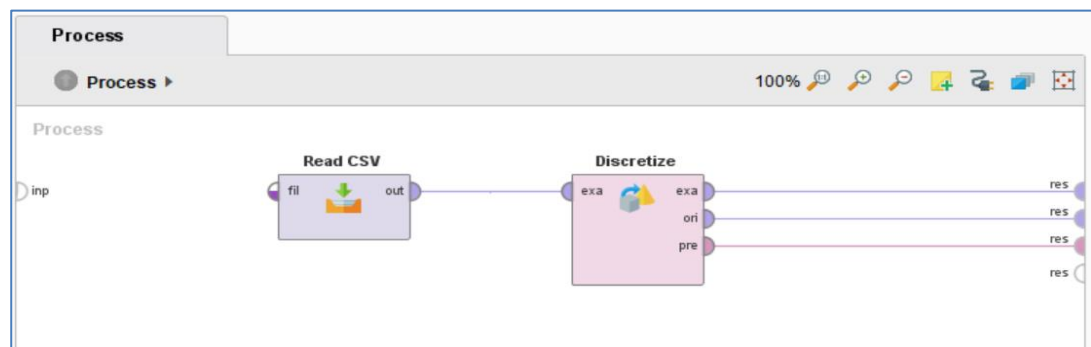 Process
Process
100%
Process
Read CSV
Discretize
inp
fil
out
exa
exa
res
ori
res
pre
res
res